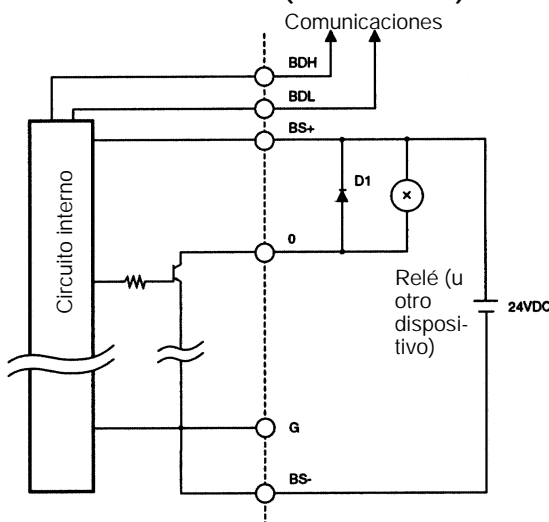 Comunicaciones
BDH
BDL
BS+
D1
Circuito interno
0
Relé (u
otro
disposi-
tivo)
24VDC
G
BS-